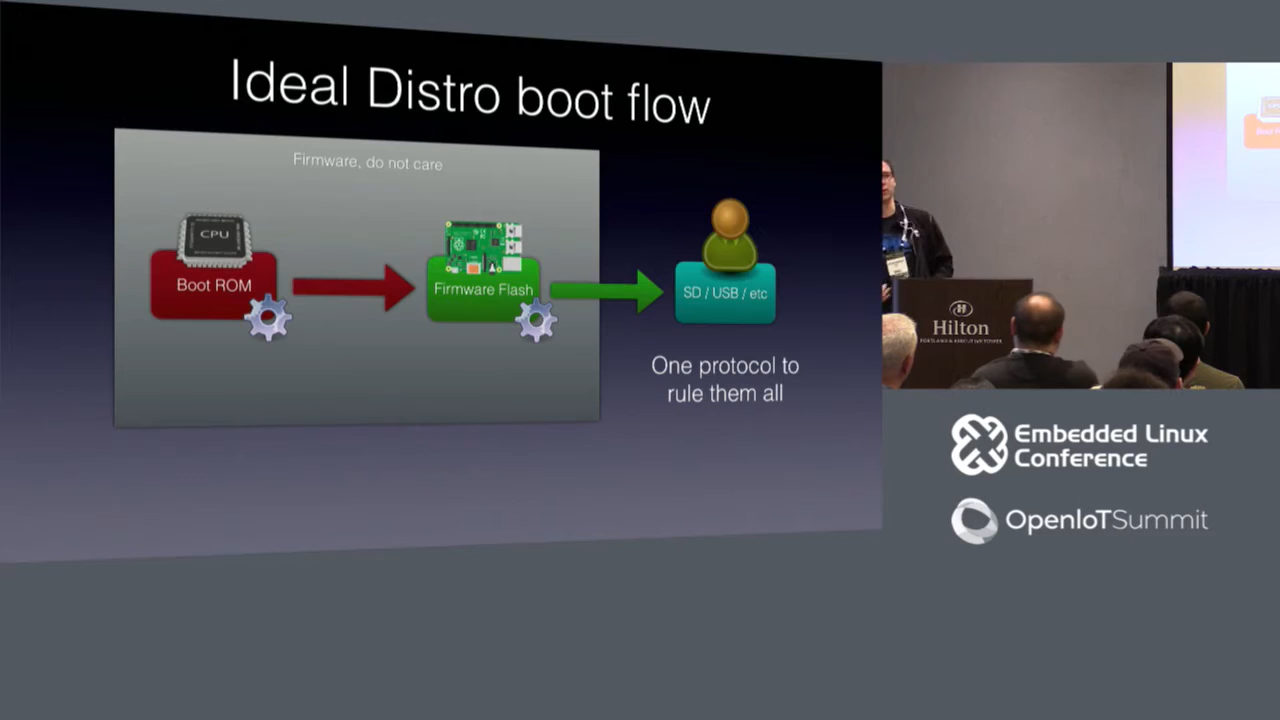 Ideal Distro boot flow
Firmware, do not care
CPU
Boot ROM
Firmware Flash
SD / USB / etc
One protocol to
rule them all
Hilton
Embedded Linux
Conference
OpenIoTSummit